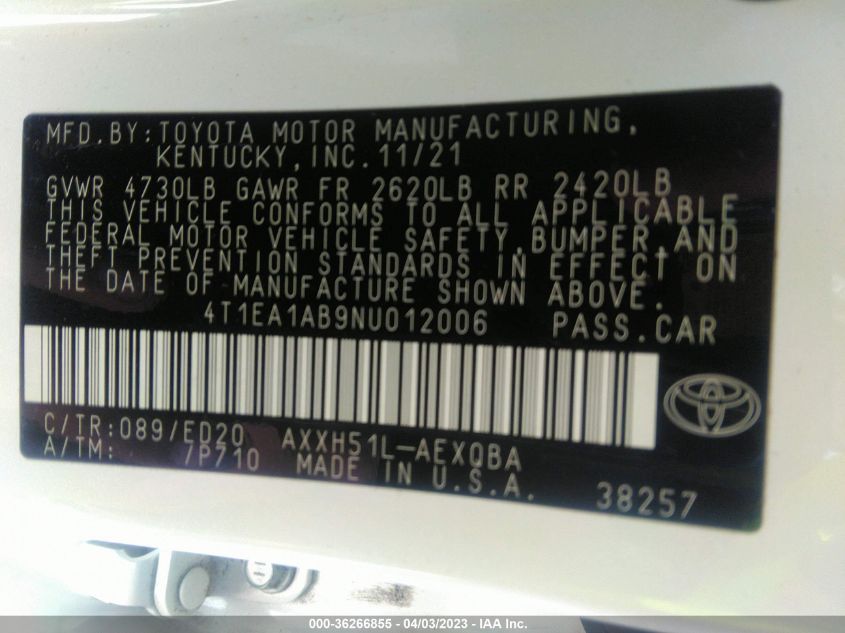 MFD. BY: TOYOTA MOTOR MANUFACTURING,
KENTUCKY, INC. 11/21
GVWR 4730LB GAWR FR 2620LB RR 2420LB
THIS VEHICLE CONFORMS TO ALL APPLICABLE
FEDERAL MOTOR VEHICLE SAFETY, BUMPER, AND
THEFT PREVENTION STANDARDS IN EFFECT ON
THE DATE OF MANUFACTURE SHOWN ABOVE.
4T1EA1AB9NU012006 PASS. CAR
C/TR: 089/ED20 AXXH51L-AEXQBA
A/TM: /P710 MADE IN U.S.A.
38257
000-36266855 - 04/03/2023 - IAA Inc.